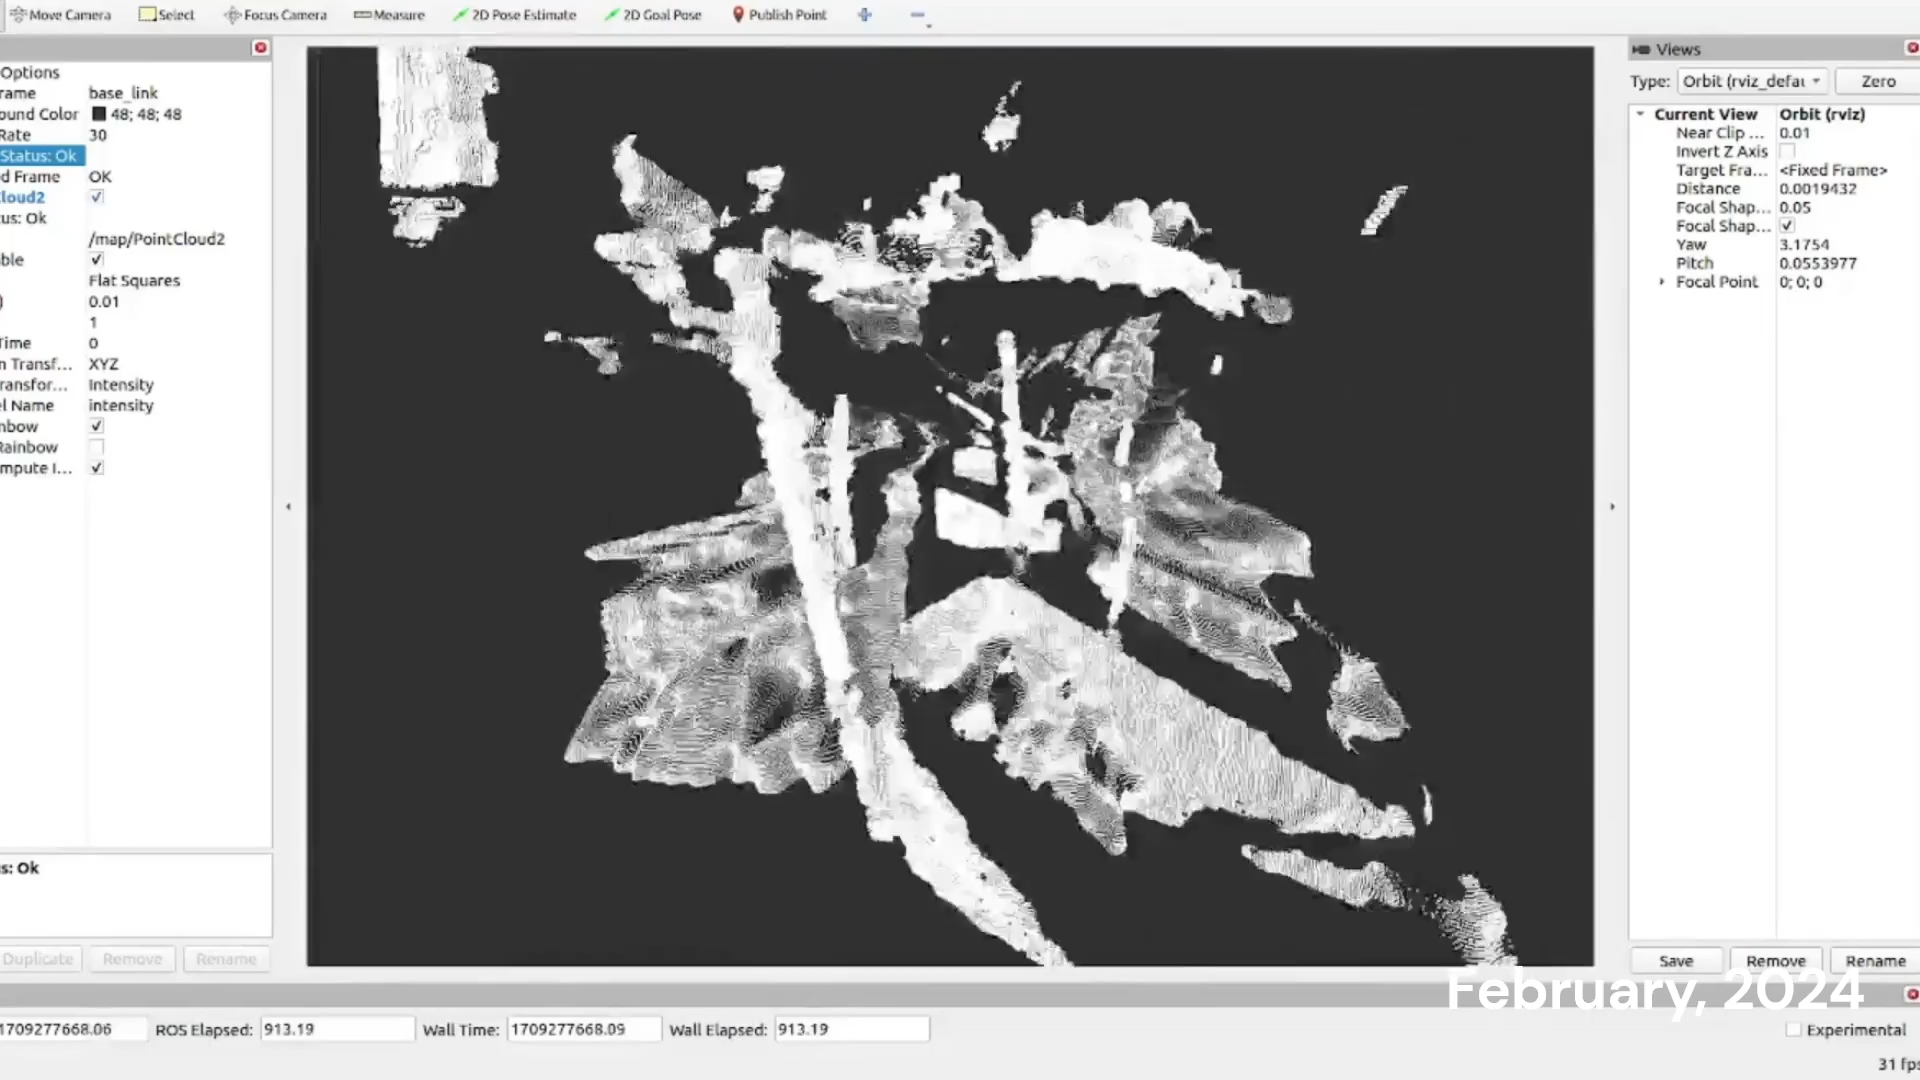 Move Camera Select Focus Camera Measure 2D Pose Estimate 2D Goal Pose Publish Point
Options
rame base_link
ound Color 48; 48; 48
Rate 30
Status: Ok
d Frame OK
loud2
us: Ok
/map/PointCloud2
ble
Flat Squares
) 0.01
1
Time 0
n Transf... XYZ
ransfor... Intensity
el Name intensity
nbow
Rainbow
mpute I...
s: Ok
Duplicate Remove Rename
Views
Type: Orbit (rviz_defau Zero
Current View Orbit (rviz)
Near Clip ... 0.01
Invert Z Axis
Target Fra... <Fixed Frame>
Distance 0.0019432
Focal Shap... 0.05
Focal Shap...
Yaw 3.1754
Pitch 0.0553977
Focal Point 0; 0; 0
Save Remove Rename
February, 2024
1709277668.06 ROS Elapsed: 913.19 Wall Time: 1709277668.09 Wall Elapsed: 913.19 Experimental
31 fps